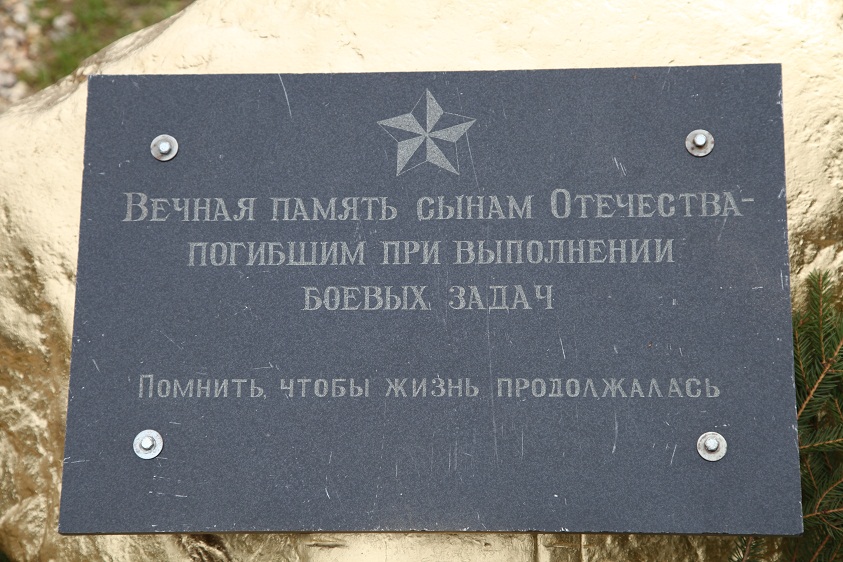 Вечная память сынам Отечества-
погибшим при выполнении
боевых задач
Помнить, чтобы жизнь продолжалась